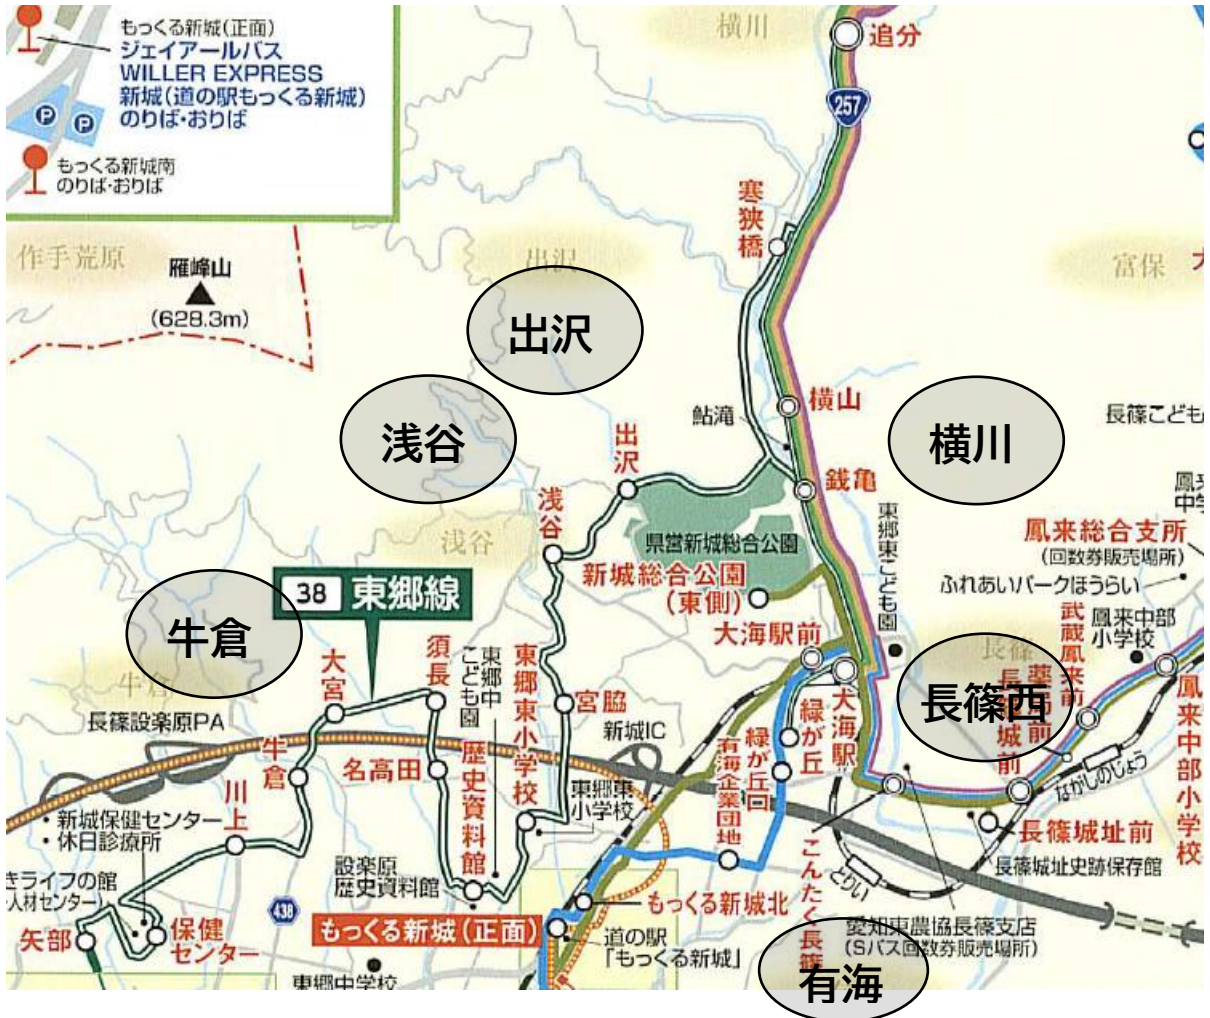 もっくる新城(正面)
ジェイアールバス
WILLER EXPRESS
新城(道の駅もっくる新城)
のりば・おりば
P
P
もっくる新城南
のりば・おりば
横川
追分
257
寒狭橋
作手荒原
雁峰山
(628.3m)
出沢
富保
出沢
浅谷
横川
鮎滝
横山
長篠こども
出沢
銭亀
浅谷
県営新城総合公園
浅谷
新城総合公園
(東側)
東郷東こども園
鳳来総合支所
(回数券販売場所)
ふれあいパークほうらい
38 東郷線
牛倉
牛倉
大海駅前
長篠
長篠西
武蔵鳳来前
鳳来中部
小学校
大宮
須長
東郷中
こども園
東郷東小学校
宮脇
新城IC
緑が丘
大海駅
長篠設楽原PA
牛倉
名高田
歴史資料館
緑が丘口
有海企業団地
ながしのじょう
鳳来中部小学校
川上
・新城保健センター
・休日診療所
東郷東
小学校
長篠城址前
長篠城址史跡保存館
設楽原
歴史資料館
とりい
こんたく長篠
きライフの館
人材センター)
438
矢部
保健
センター
もっくる新城(正面)
もっくる新城北
道の駅
「もっくる新城」
愛知東農協長篠支店
(Sバス回数券販売場所)
東郷中学校
有海